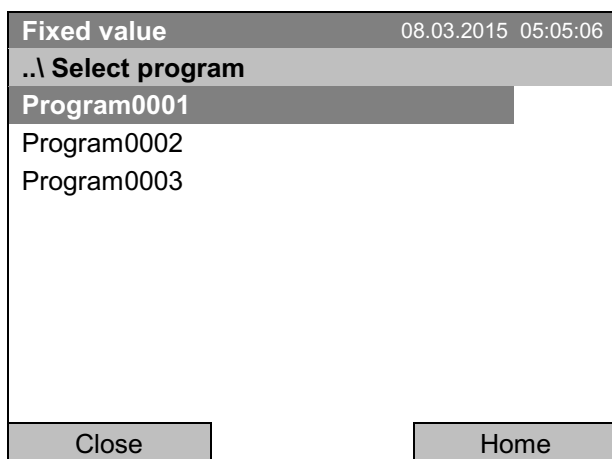 Fixed value 08.03.2015 05:05:06
..\ Select program
Program0001
Program0002
Program0003
Close Home